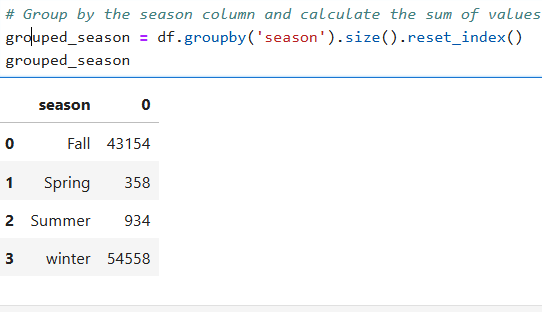 # Group by the season column and calculate the sum of values
grouped_season = df.groupby('season').size().reset_index()
grouped_season
season 0
0 Fall 43154
1 Spring 358
2 Summer 934
3 winter 54558